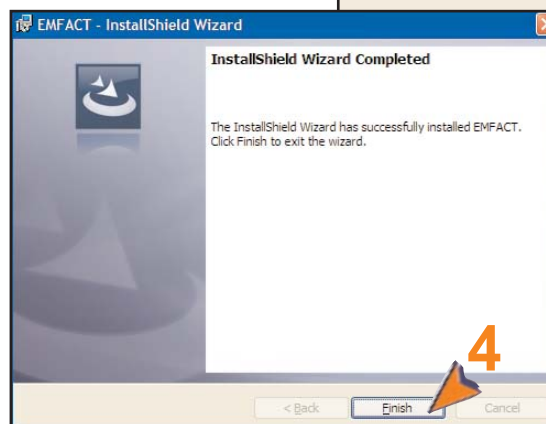 EMFACT - InstallShield Wizard
InstallShield Wizard Completed
The InstallShield Wizard has successfully installed EMFACT.
Click Finish to exit the wizard.
4
< Back Finish Cancel